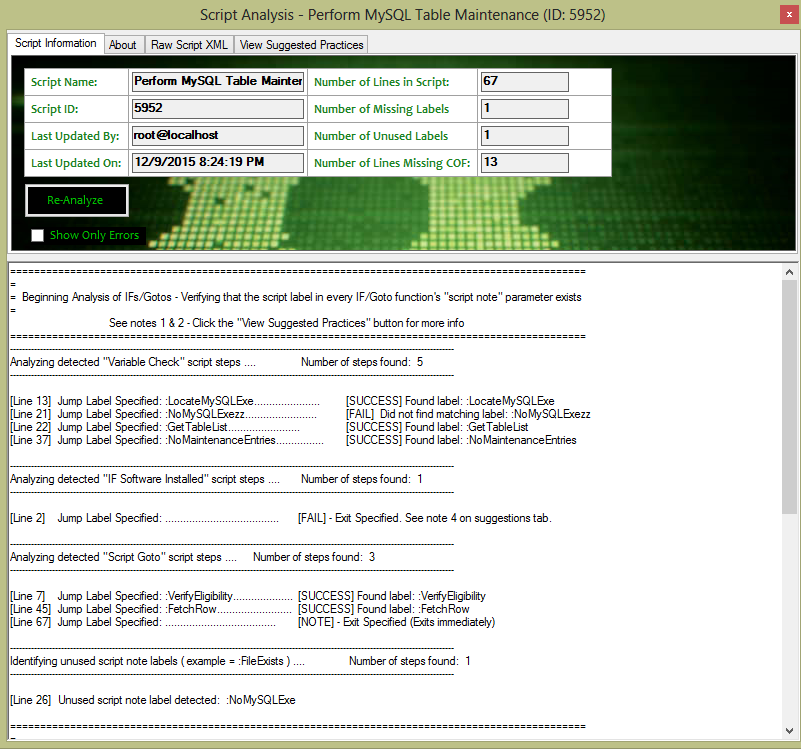 Script Analysis - Perform MySQL Table Maintenance (ID: 5952)
x
Script Information About Raw Script XML View Suggested Practices
Script Name: Perform MySQL Table Mainter Number of Lines in Script: 67
Script ID: 5952 Number of Missing Labels 1
Last Updated By: root@localhost Number of Unused Labels 1
Last Updated On: 12/9/2015 8:24:19 PM Number of Lines Missing COF: 13
Re-Analyze
Show Only Errors
================================================================================================
=
= Beginning Analysis of IFs/Gotos - Verifying that the script label in every IF/Goto function's "script note" parameter exists
=
See notes 1 & 2 - Click the "View Suggested Practices" button for more info
================================================================================================
----------------------------------------------------------------------------------------------------
Analyzing detected "Variable Check" script steps .... Number of steps found: 5
----------------------------------------------------------------------------------------------------
[Line 13] Jump Label Specified: :LocateMySQLExe...................... [SUCCESS] Found label: :LocateMySQLExe
[Line 21] Jump Label Specified: :NoMySQLExezz........................ [FAIL] Did not find matching label: :NoMySQLExezz
[Line 22] Jump Label Specified: :GetTableList........................ [SUCCESS] Found label: :GetTableList
[Line 37] Jump Label Specified: :NoMaintenanceEntries................ [SUCCESS] Found label: :NoMaintenanceEntries
----------------------------------------------------------------------------------------------------
Analyzing detected "IF Software Installed" script steps .... Number of steps found: 1
----------------------------------------------------------------------------------------------------
[Line 2] Jump Label Specified: ...................................... [FAIL] - Exit Specified. See note 4 on suggestions tab.
----------------------------------------------------------------------------------------------------
Analyzing detected "Script Goto" script steps .... Number of steps found: 3
----------------------------------------------------------------------------------------------------
[Line 7] Jump Label Specified: :VerifyEligibility.................... [SUCCESS] Found label: :VerifyEligibility
[Line 45] Jump Label Specified: :FetchRow......................... [SUCCESS] Found label: :FetchRow
[Line 67] Jump Label Specified: ..................................... [NOTE] - Exit Specified (Exits immediately)
----------------------------------------------------------------------------------------------------
Identifying unused script note labels ( example = :FileExists ) .... Number of steps found: 1
----------------------------------------------------------------------------------------------------
[Line 26] Unused script note label detected: :NoMySQLExe
================================================================================================
=